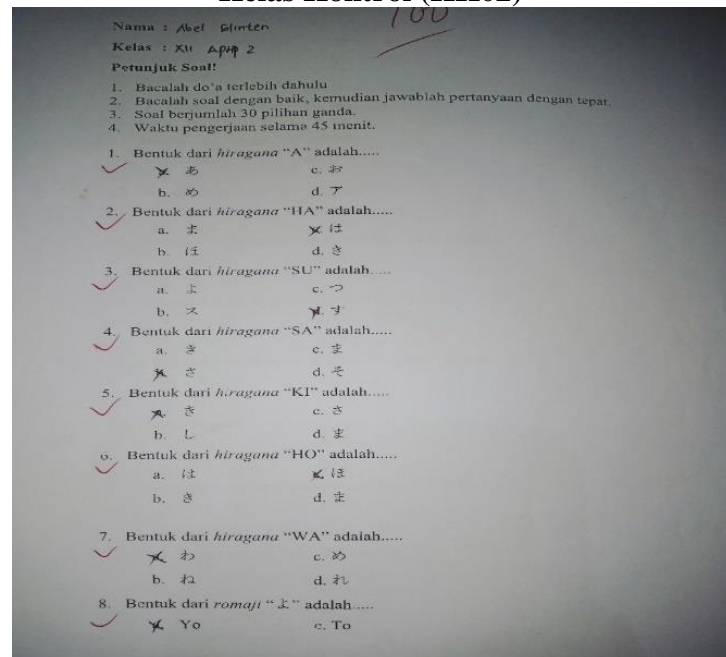 100
Nama : Abel
Kelas : XII APHP 2
Petunjuk Soal!
1. Bacalah do'a terlebih dahulu
2. Bacalah soal dengan baik, kemudian jawablah pertanyaan dengan tepat.
3. Soal berjumlah 30 pilihan ganda.
4. Waktu pengerjaan selama 45 menit.
1. Bentuk dari hiragana "A" adalah.....
あ c. お
b. め d. ア
2. Bentuk dari hiragana "HA" adalah.....
a. ま は
b. ほ d. き
3. Bentuk dari hiragana "SU" adalah.....
a. よ c. つ
b. ス す
4. Bentuk dari hiragana "SA" adalah.....
a. き c. ま
さ d. そ
5. Bentuk dari hiragana "KI" adalah.....
き c. さ
b. し d. ま
6. Bentuk dari hiragana "HO" adalah.....
a. は ほ
b. き d. ま
7. Bentuk dari hiragana "WA" adalah.....
わ c. め
b. ね d. れ
8. Bentuk dari romaji "よ" adalah.....
Yo c. To